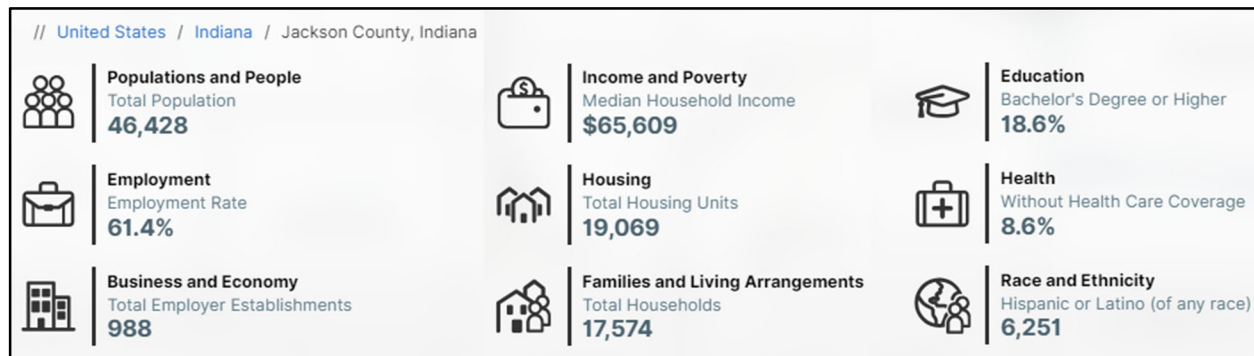 // United States / Indiana / Jackson County, Indiana
Populations and People
Total Population
46,428
Income and Poverty
Median Household Income
$65,609
Education
Bachelor's Degree or Higher
18.6%
Employment
Employment Rate
61.4%
Housing
Total Housing Units
19,069
Health
Without Health Care Coverage
8.6%
Business and Economy
Total Employer Establishments
988
Families and Living Arrangements
Total Households
17,574
Race and Ethnicity
Hispanic or Latino (of any race)
6,251